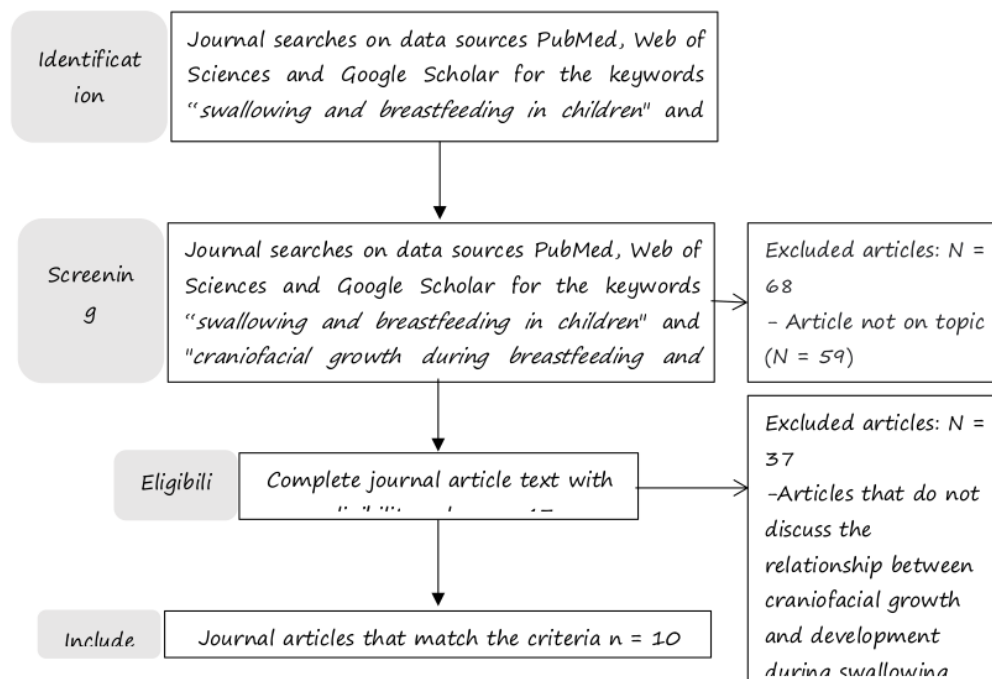 Identificat
ion
Journal searches on data sources PubMed, Web of
Sciences and Google Scholar for the keywords
“swallowing and breastfeeding in children" and
Screenin
g
Journal searches on data sources PubMed, Web of
Sciences and Google Scholar for the keywords
“swallowing and breastfeeding in children" and
"craniofacial growth during breastfeeding and
Excluded articles: N =
68
- Article not on topic
(N = 59)
Eligibili
Complete journal article text with
Excluded articles: N =
37
-Articles that do not
discuss the
relationship between
craniofacial growth
and development
during swallowing
Include
Journal articles that match the criteria n = 10